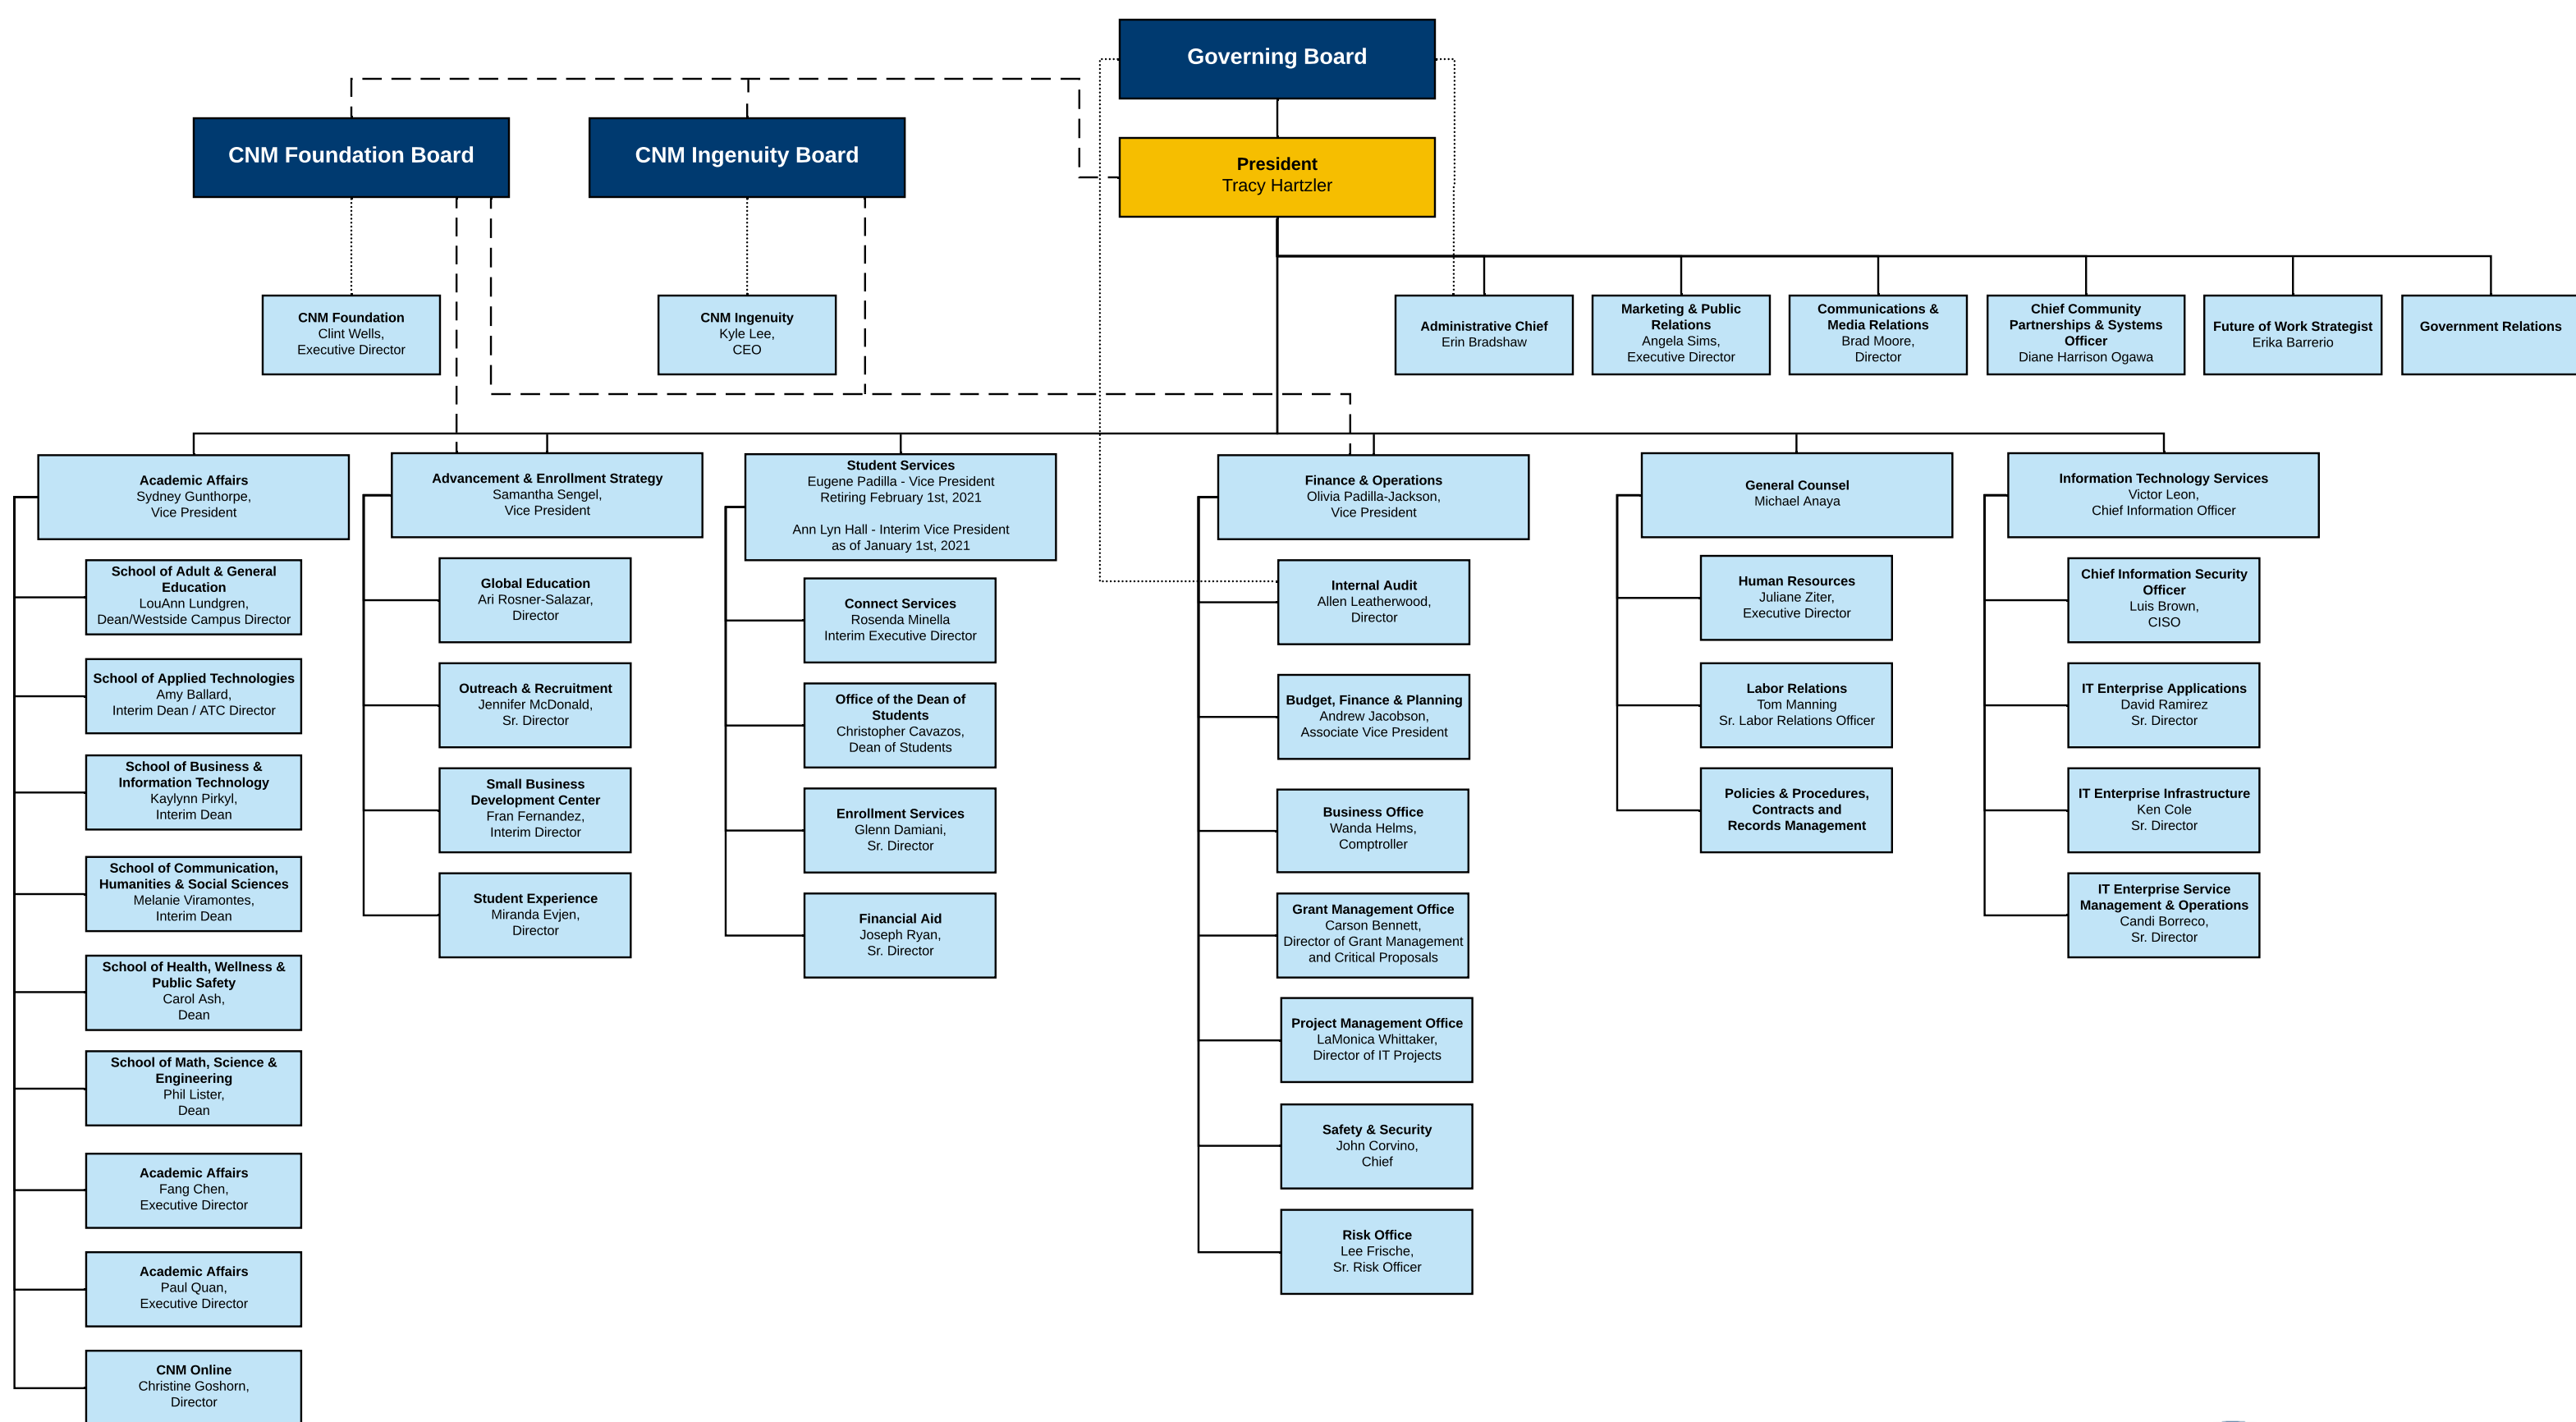 Governing Board
CNM Foundation Board
CNM Ingenuity Board
President
Tracy Hartzler
CNM Foundation
Clint Wells,
Executive Director
CNM Ingenuity
Kyle Lee,
CEO
Administrative Chief
Erin Bradshaw
Marketing & Public
Relations
Angela Sims,
Executive Director
Communications &
Media Relations
Brad Moore,
Director
Chief Community
Partnerships & Systems
Officer
Diane Harrison Ogawa
Future of Work Strategist
Erika Barrerio
Government Relations
Academic Affairs
Sydney Gunthorpe,
Vice President
School of Adult & General
Education
LouAnn Lundgren,
Dean/Westside Campus Director
School of Applied Technologies
Amy Ballard,
Interim Dean / ATC Director
School of Business &
Information Technology
Kaylynn Pirkyl,
Interim Dean
School of Communication,
Humanities & Social Sciences
Melanie Viramontes,
Interim Dean
School of Health, Wellness &
Public Safety
Carol Ash,
Dean
School of Math, Science &
Engineering
Phil Lister,
Dean
Academic Affairs
Fang Chen,
Executive Director
Academic Affairs
Paul Quan,
Executive Director
CNM Online
Christine Goshorn,
Director
Advancement & Enrollment Strategy
Samantha Sengel,
Vice President
Global Education
Ari Rosner-Salazar,
Director
Outreach & Recruitment
Jennifer McDonald,
Sr. Director
Small Business
Development Center
Fran Fernandez,
Interim Director
Student Experience
Miranda Evjen,
Director
Student Services
Eugene Padilla - Vice President
Retiring February 1st, 2021
Ann Lyn Hall - Interim Vice President
as of January 1st, 2021
Connect Services
Rosenda Minella
Interim Executive Director
Office of the Dean of
Students
Christopher Cavazos,
Dean of Students
Enrollment Services
Glenn Damiani,
Sr. Director
Financial Aid
Joseph Ryan,
Sr. Director
Finance & Operations
Olivia Padilla-Jackson,
Vice President
Internal Audit
Allen Leatherwood,
Director
Budget, Finance & Planning
Andrew Jacobson,
Associate Vice President
Business Office
Wanda Helms,
Comptroller
Grant Management Office
Carson Bennett,
Director of Grant Management
and Critical Proposals
Project Management Office
LaMonica Whittaker,
Director of IT Projects
Safety & Security
John Corvino,
Chief
Risk Office
Lee Frische,
Sr. Risk Officer
General Counsel
Michael Anaya
Human Resources
Juliane Ziter,
Executive Director
Labor Relations
Tom Manning
Sr. Labor Relations Officer
Policies & Procedures,
Contracts and
Records Management
Information Technology Services
Victor Leon,
Chief Information Officer
Chief Information Security
Officer
Luis Brown,
CISO
IT Enterprise Applications
David Ramirez
Sr. Director
IT Enterprise Infrastructure
Ken Cole
Sr. Director
IT Enterprise Service
Management & Operations
Candi Borreco,
Sr. Director